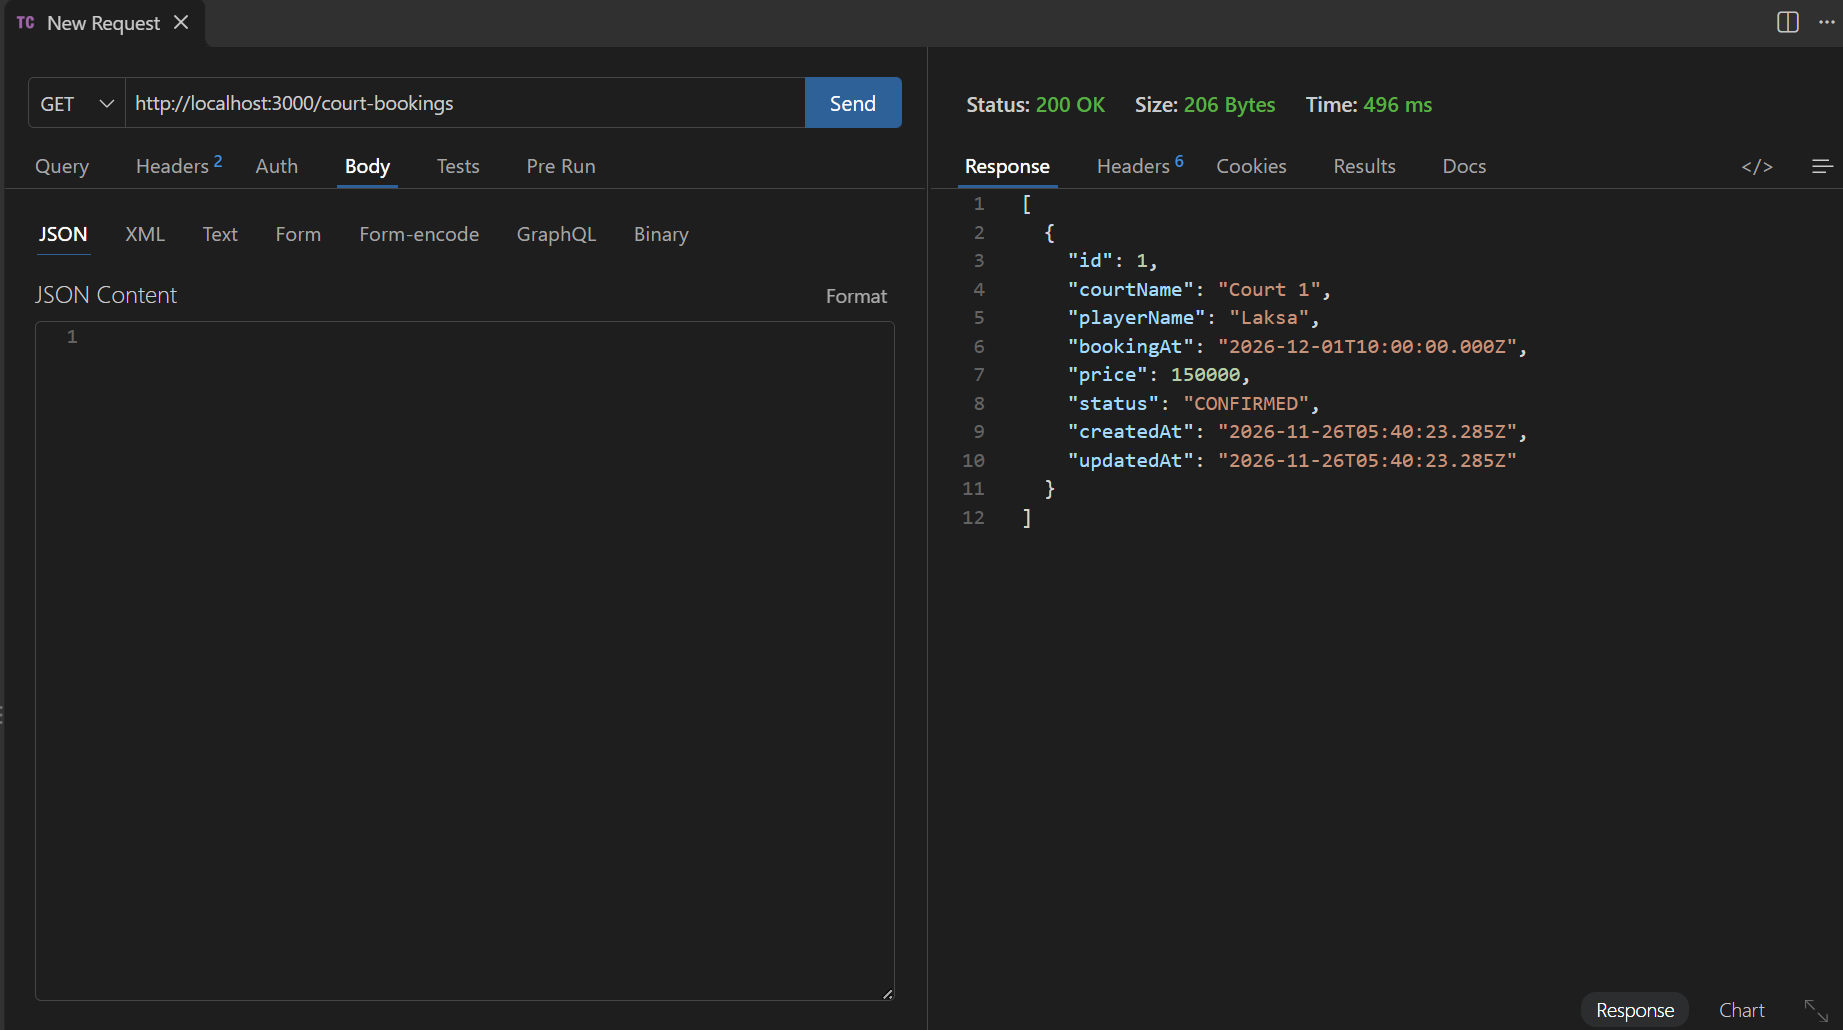 TC New Request
GET http://localhost:3000/court-bookings Send
Query Headers 2 Auth Body Tests Pre Run
JSON XML Text Form Form-encode GraphQL Binary
JSON Content Format
1
Status: 200 OK Size: 206 Bytes Time: 496 ms
Response Headers 6 Cookies Results Docs </>
1 [
2 {
3 "id": 1,
4 "courtName": "Court 1",
5 "playerName": "Laksa",
6 "bookingAt": "2026-12-01T10:00:00.000Z",
7 "price": 150000,
8 "status": "CONFIRMED",
9 "createdAt": "2026-11-26T05:40:23.285Z",
10 "updatedAt": "2026-11-26T05:40:23.285Z"
11 }
12 ]
Response Chart